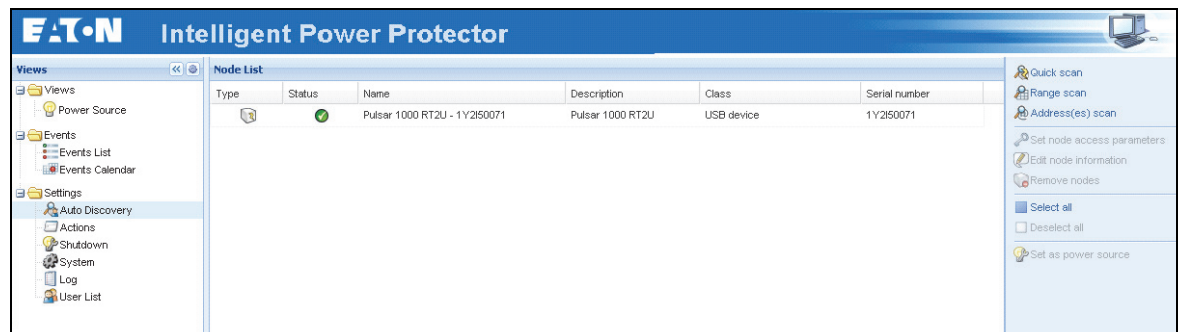 EATON Intelligent Power Protector
Views
Views
Power Source
Events
Events List
Events Calendar
Settings
Auto Discovery
Actions
Shutdown
System
Log
User List
Node List
Type Status Name Description Class Serial number
Pulsar 1000 RT2U - 1Y2I50071 Pulsar 1000 RT2U USB device 1Y2I50071
Quick scan
Range scan
Address(es) scan
Set node access parameters
Edit node information
Remove nodes
Select all
Deselect all
Set as power source